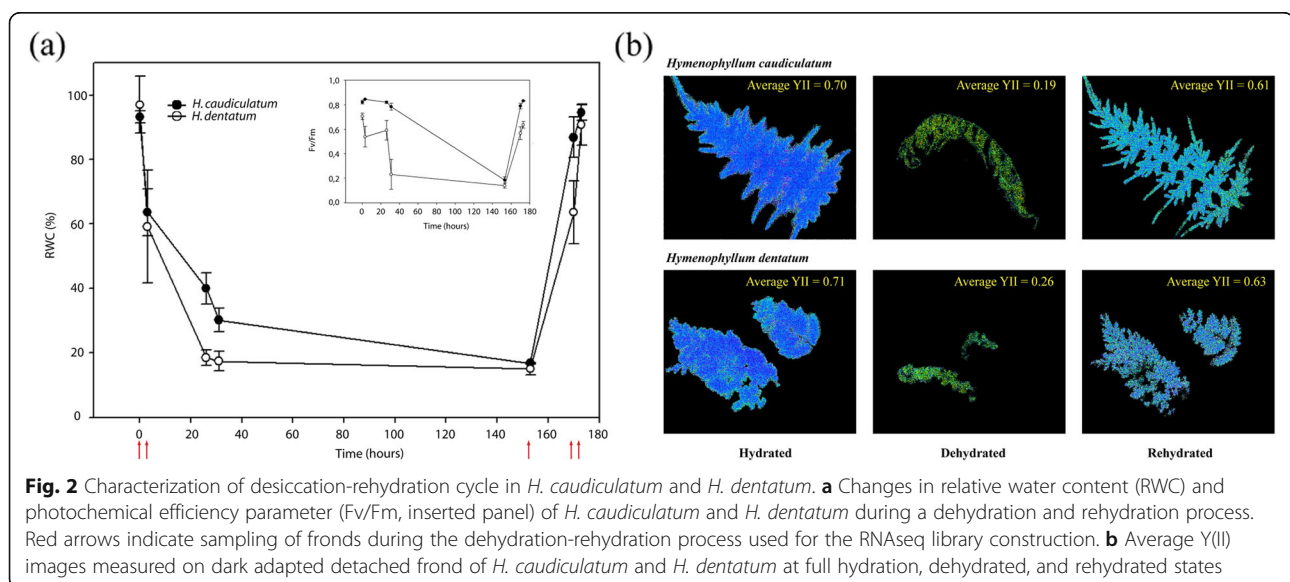 (a)
100
80
60
40
20
0
RWC (%)
H. caudiculatum
H. dentatum
1,0
0,8
0,6
0,4
0,2
0,0
Fv/Fm
0 20 40 60 80 100 120 140 160 180
Time (hours)
0 20 40 60 80 100 120 140 160 180
Time (hours)
(b)
Hymenophyllum caudiculatum
Average YII = 0.70
Average YII = 0.19
Average YII = 0.61
Hymenophyllum dentatum
Average YII = 0.71
Average YII = 0.26
Average YII = 0.63
Hydrated
Dehydrated
Rehydrated
Fig. 2 Characterization of desiccation-rehydration cycle in H. caudiculatum and H. dentatum. a Changes in relative water content (RWC) and
photochemical efficiency parameter (Fv/Fm, inserted panel) of H. caudiculatum and H. dentatum during a dehydration and rehydration process.
Red arrows indicate sampling of fronds during the dehydration-rehydration process used for the RNAseq library construction. b Average Y(II)
images measured on dark adapted detached frond of H. caudiculatum and H. dentatum at full hydration, dehydrated, and rehydrated states